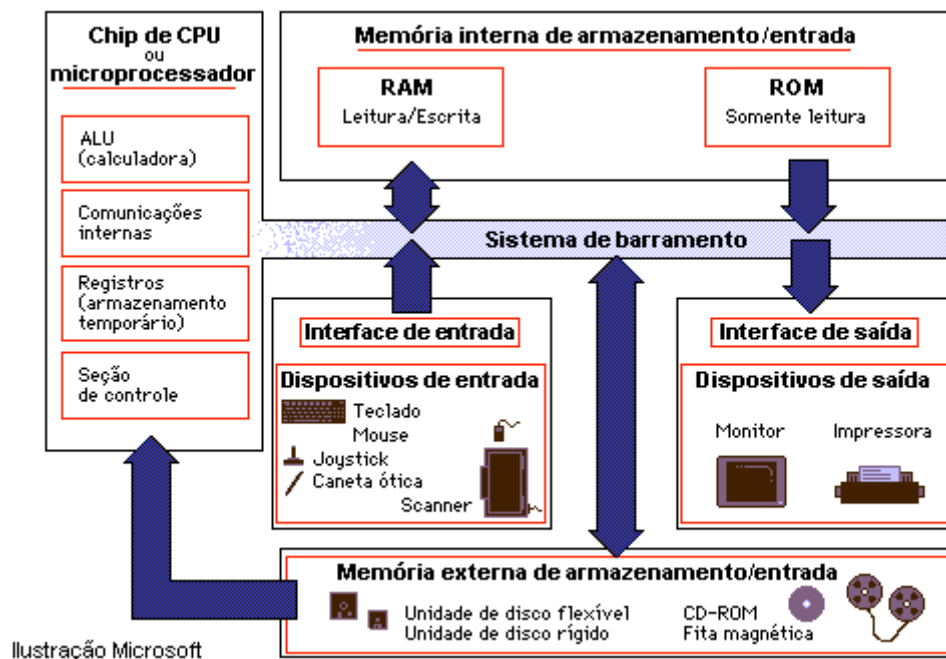 Chip de CPU
ou
microprocessador
ALU
(calculadora)
Comunicações
internas
Registros
(armazenamento
temporário)
Seção
de controle
Memória interna de armazenamento/entrada
RAM
Leitura/Escrita
ROM
Somente leitura
Sistema de barramento
Interface de entrada
Dispositivos de entrada
Teclado
Mouse
Joystick
Caneta ótica
Scanner
Interface de saída
Dispositivos de saída
Monitor
Impressora
Memória externa de armazenamento/entrada
Unidade de disco flexível
Unidade de disco rígido
CD-ROM
Fita magnética
Ilustração Microsoft